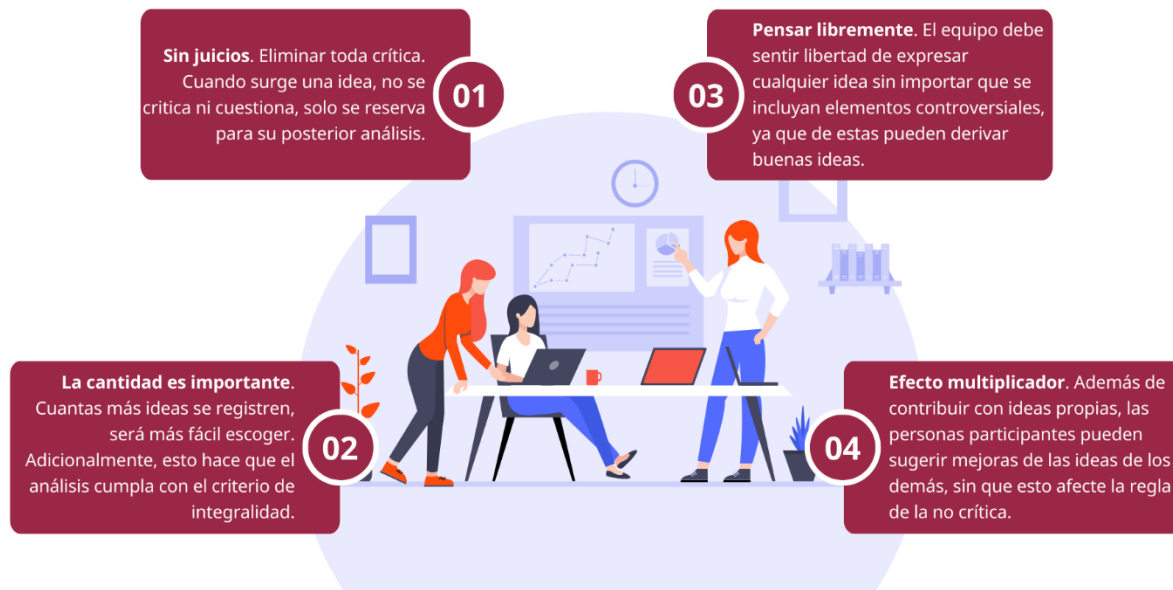 Sin juicios. Eliminar toda crítica.
Cuando surge una idea, no se
critica ni cuestiona, solo se reserva
para su posterior análisis.
01
La cantidad es importante.
Cuantas más ideas se registren,
será más fácil escoger.
Adicionalmente, esto hace que el
análisis cumpla con el criterio de
integralidad.
02
Pensar libremente. El equipo debe
sentir libertad de expresar
cualquier idea sin importar que se
incluyan elementos controversiales,
ya que de estas pueden derivar
buenas ideas.
03
Efecto multiplicador. Además de
contribuir con ideas propias, las
personas participantes pueden
sugerir mejoras de las ideas de los
demás, sin que esto afecte la regla
de la no crítica.
04